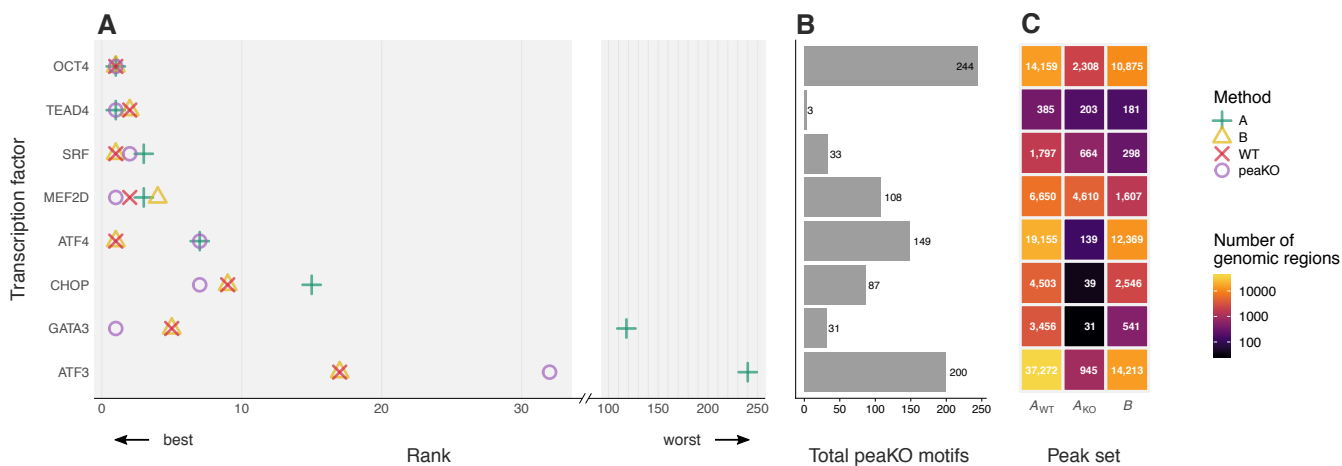 A
B
C
Transcription factor
OCT4
TEAD4
SRF
MEF2D
ATF4
CHOP
GATA3
ATF3
0
10
20
30
//
100
100
150
200
200
250
best
Rank
worst
244
3
33
108
149
87
31
200
0
50
100
150
200
250
Total peaKO motifs
14,159 2,308 10,875
385 203 181
1,797 664 298
6,650 4,610 1,607
19,155 139 12,369
4,503 39 2,546
3,456 31 541
37,272 945 14,213
AWT AKO B
Peak set
Method
A
B
WT
peaKO
Number of
genomic regions
10000
1000
100